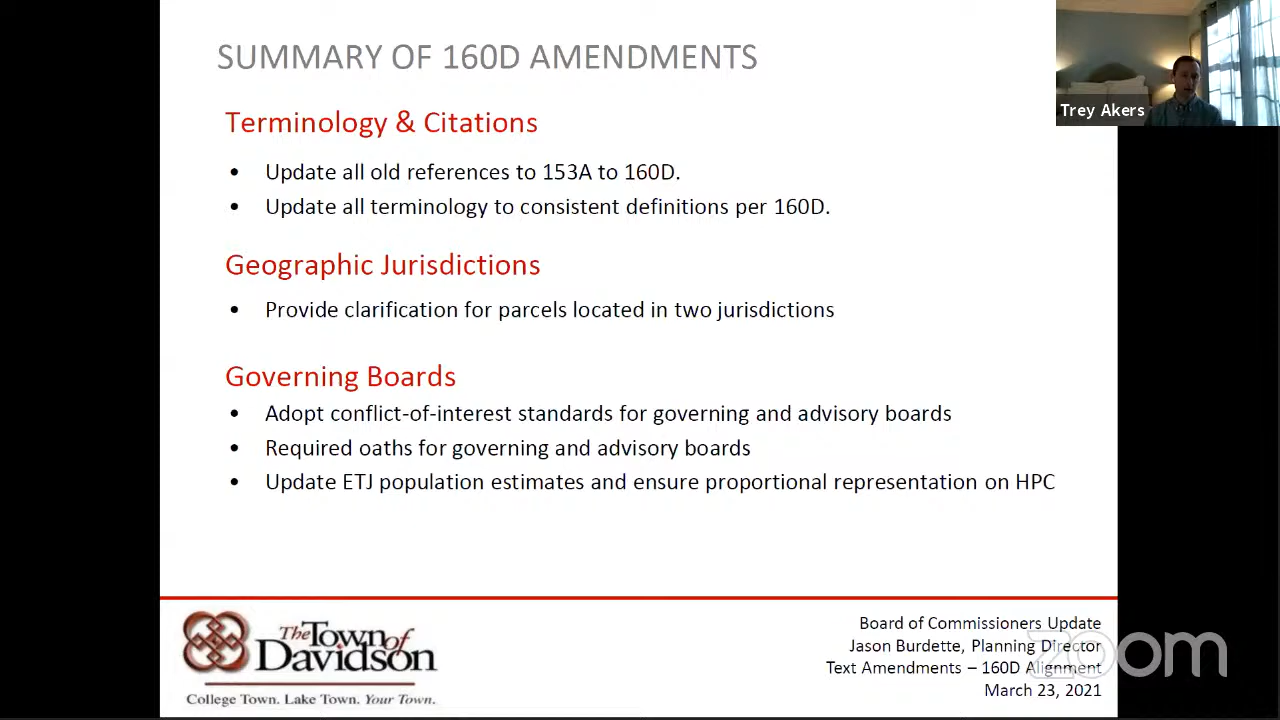 SUMMARY OF 160D AMENDMENTS
Trey Akers
Terminology & Citations
• Update all old references to 153A to 160D.
• Update all terminology to consistent definitions per 160D.
Geographic Jurisdictions
• Provide clarification for parcels located in two jurisdictions
Governing Boards
• Adopt conflict-of-interest standards for governing and advisory boards
• Required oaths for governing and advisory boards
• Update ETJ population estimates and ensure proportional representation on HPC
The Town of
Davidson
College Town. Lake Town. Your Town.
Board of Commissioners Update
Jason Burdette, Planning Director
Text Amendments – 160D Alignment
March 23, 2021
zoom